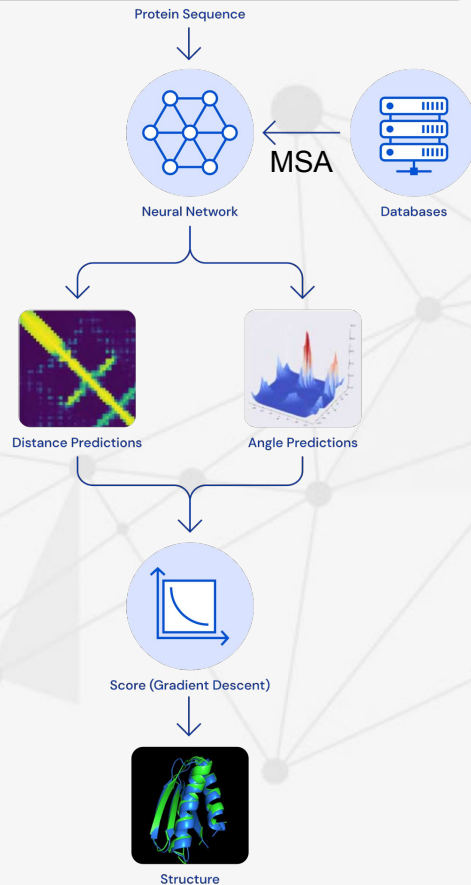 Protein Sequence
MSA
Neural Network
Databases
Distance Predictions
Angle Predictions
Score (Gradient Descent)
Structure